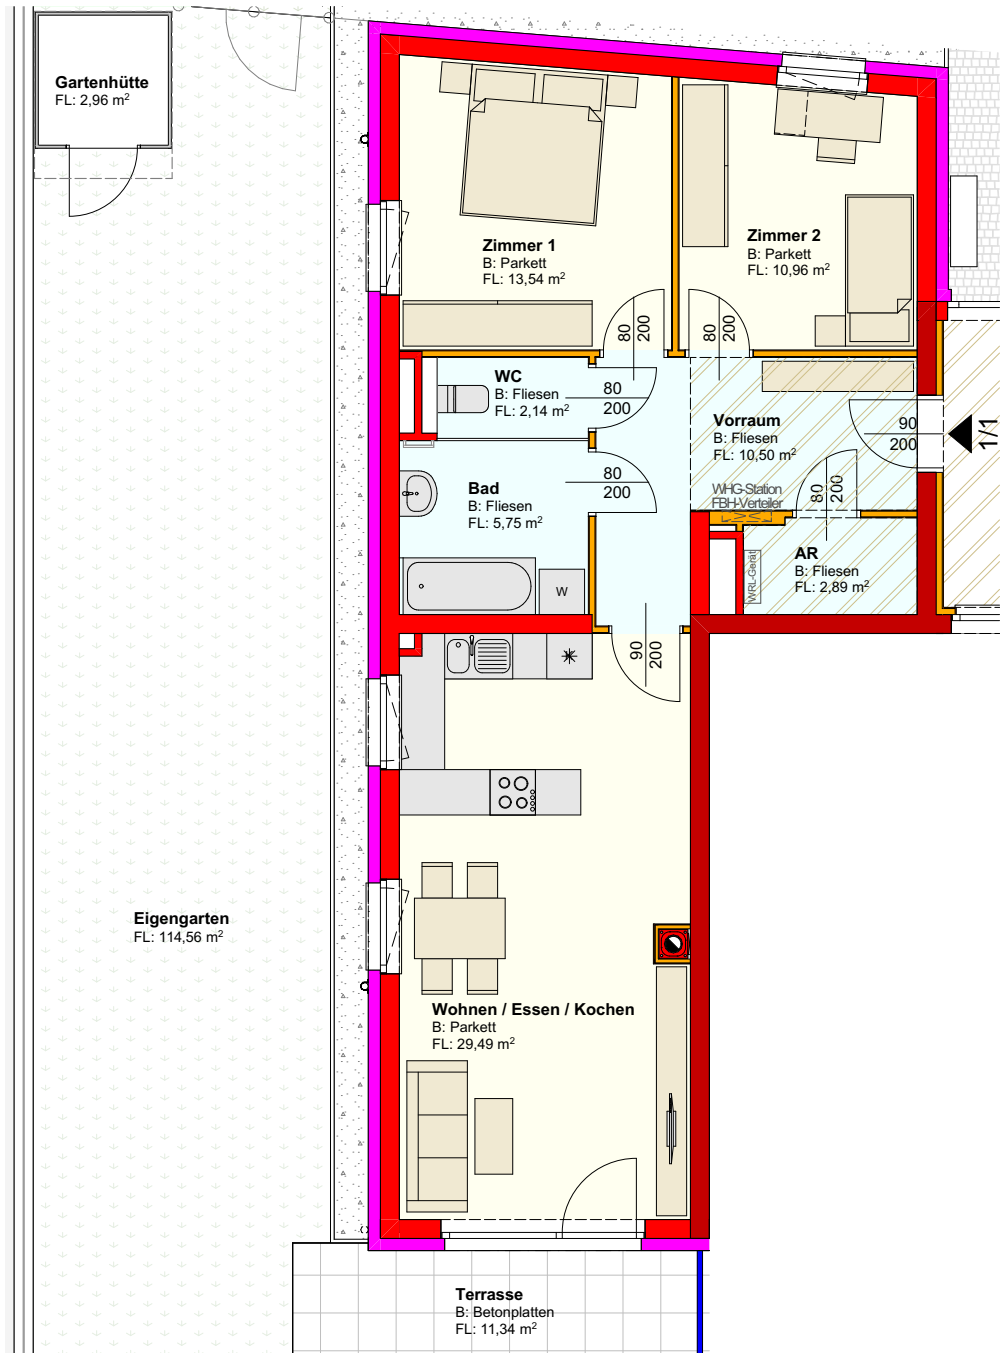 Gartenhütte
FL: 2,96 m²
Zimmer 1
B: Parkett
FL: 13,54 m²
Zimmer 2
B: Parkett
FL: 10,96 m²
80
200
80
200
WC
B: Fliesen
FL: 2,14 m²
80
200
Vorraum
B: Fliesen
FL: 10,50 m²
90
200
1/1
Bad
B: Fliesen
FL: 5,75 m²
80
200
WHG-Station
FBH-Verteiler
80
200
AR
B: Fliesen
FL: 2,89 m²
WRL-Gerät
W
90
200
Eigengarten
FL: 114,56 m²
Wohnen / Essen / Kochen
B: Parkett
FL: 29,49 m²
Terrasse
B: Betonplatten
FL: 11,34 m²